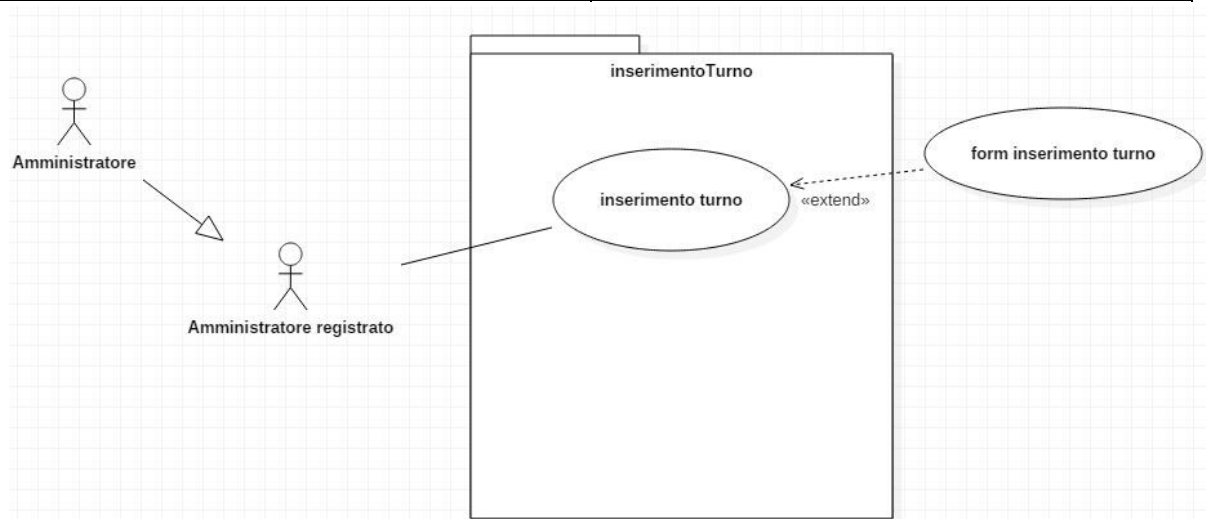 inserimentoTurno
Amministratore
form inserimento turno
inserimento turno
«extend»
Amministratore registrato